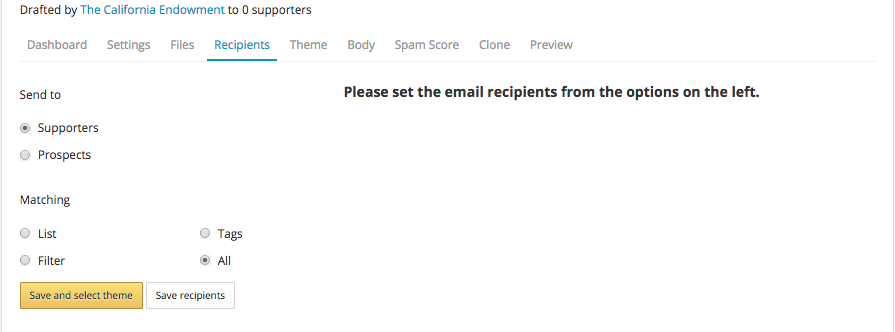 Drafted by The California Endowment to 0 supporters
Dashboard Settings Files Recipients Theme Body Spam Score Clone Preview
Send to
Please set the email recipients from the options on the left.
Supporters
Prospects
Matching
List Tags
Filter All
Save and select theme Save recipients